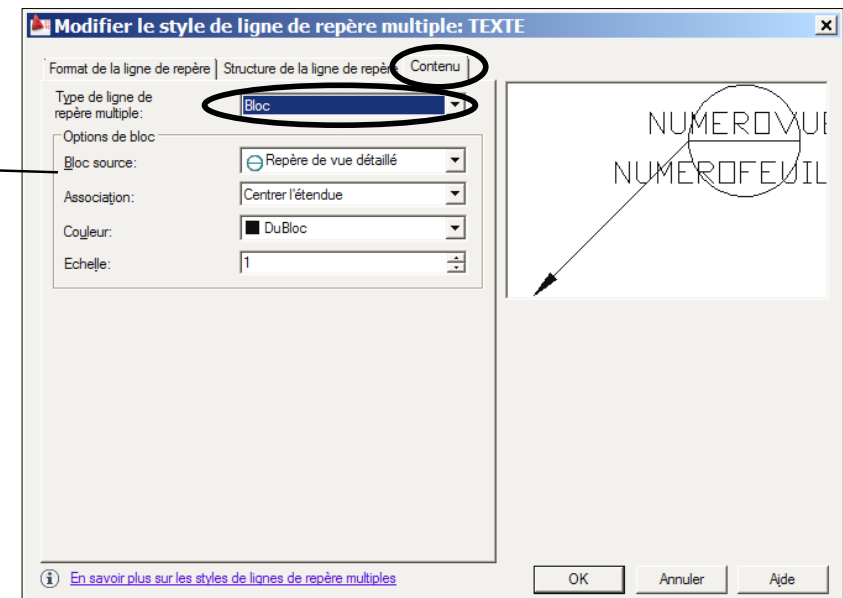 Modifier le style de ligne de repère multiple: TEXTE
Format de la ligne de repère
Structure de la ligne de repère
Contenu
Type de ligne de
repère multiple:
Bloc
Options de bloc
Bloc source:
Repère de vue détaillé
Association:
Centrer l'étendue
Couleur:
DuBloc
Echelle:
1
NUMEROVUE
NUMEROFEUIL
En savoir plus sur les styles de lignes de repère multiples
OK
Annuler
Aide